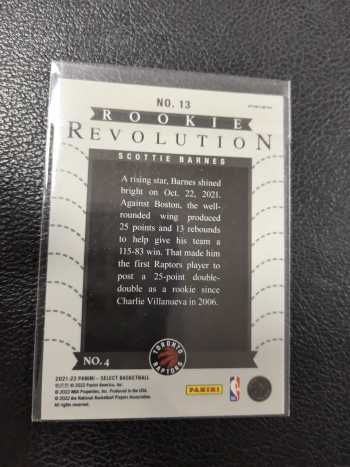 NO. 13
ROOKIE
REVOLUTION
SCOTTIE BARNES
A rising star, Barnes shined
bright on Oct. 22, 2021.
Against Boston, the well-
rounded wing produced
25 points and 13 rebounds
to help give his team a
115-83 win. That made him
the first Raptors player to
post a 25-point double-
double as a rookie since
Charlie Villanueva in 2006.
NO. 4
TORONTO
RAPTORS
2021-22 PANINI - SELECT BASKETBALL
© 2022 Panini America, Inc.
© 2022 NBA Properties, Inc. Produced in the USA.
© 2022 the National Basketball Players Association.
All rights reserved.
PANINI
NBA